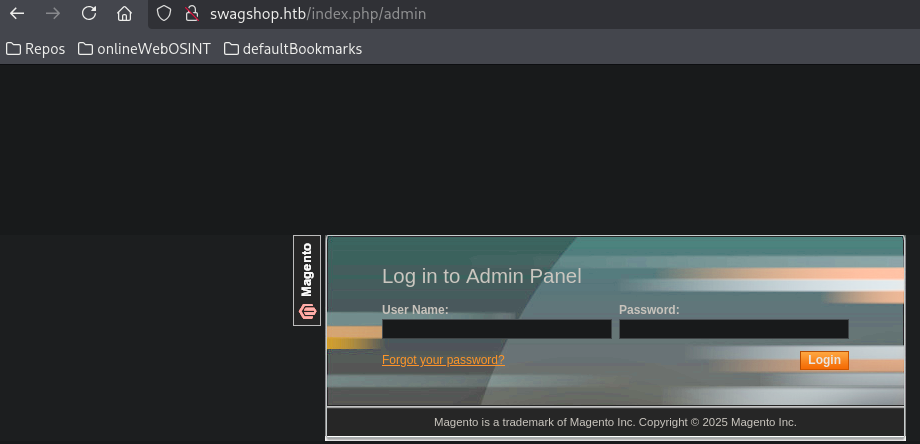 swagshop.htb/index.php/admin
Repos onlineWebOSINT defaultBookmarks
Magento
Log in to Admin Panel
User Name: Password:
Forgot your password? Login
Magento is a trademark of Magento Inc. Copyright © 2025 Magento Inc.